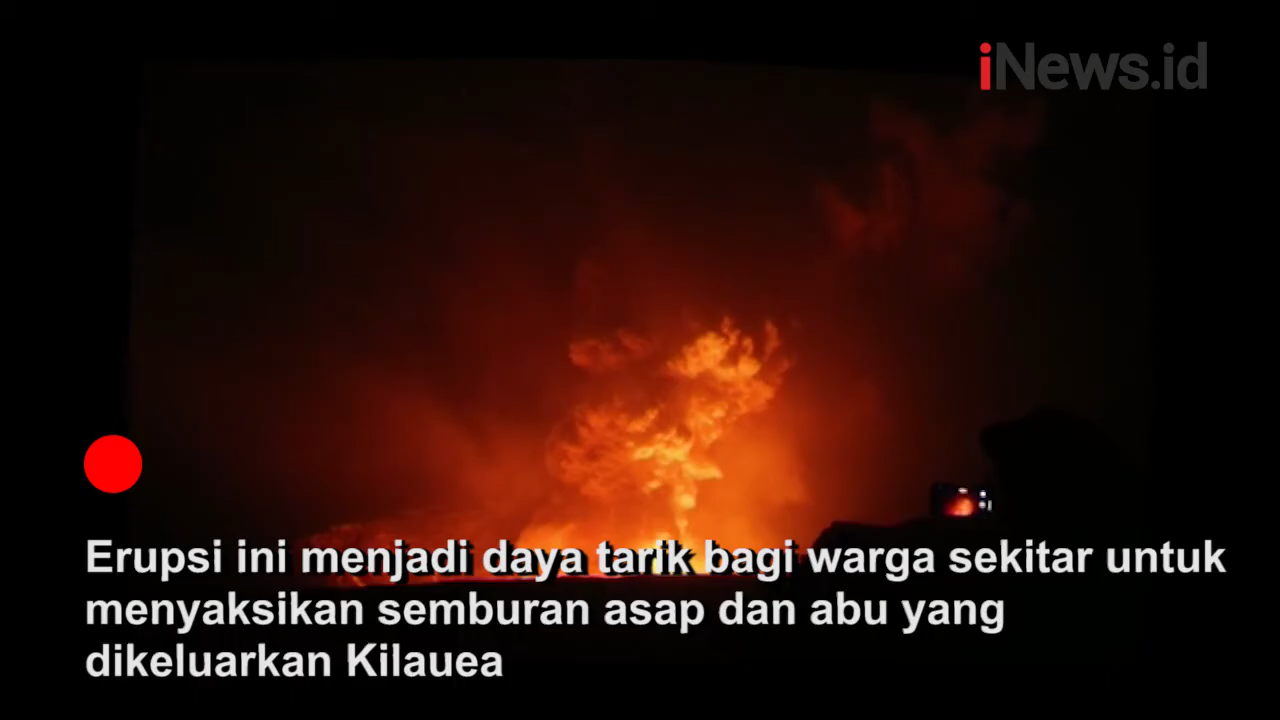 iNews.id
Erupsi ini menjadi daya tarik bagi warga sekitar untuk
menyaksikan semburan asap dan abu yang
dikeluarkan Kilauea